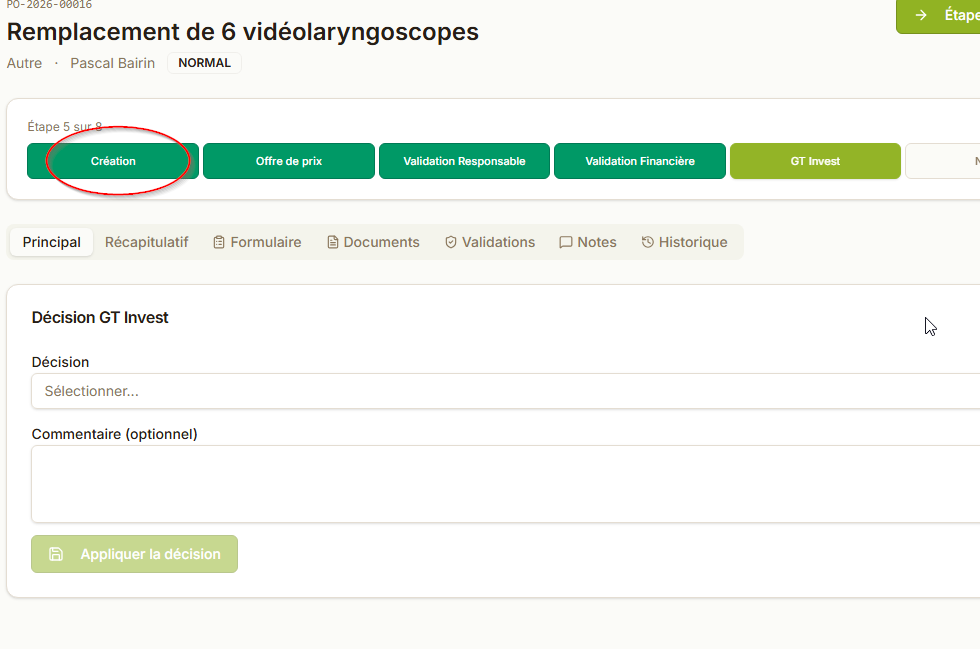 PO-2026-00016
Remplacement de 6 vidéolaryngoscopes
Étape
Autre · Pascal Bairin NORMAL
Étape 5 sur 8
Création Offre de prix Validation Responsable Validation Financière GT Invest N
Principal Récapitulatif Formulaire Documents Validations Notes Historique
Décision GT Invest
Décision
Sélectionner...
Commentaire (optionnel)
Appliquer la décision